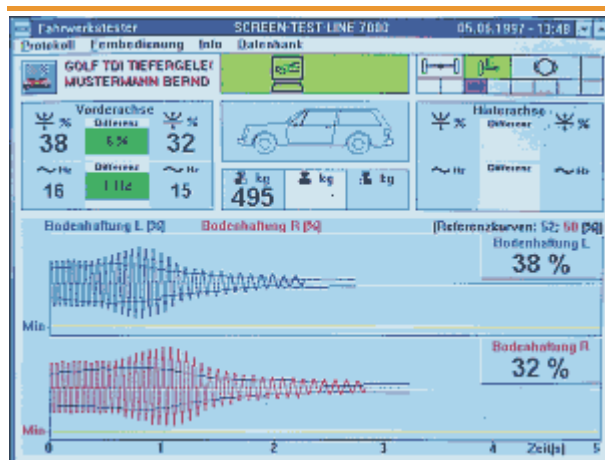 Fahrwerkstester SCREEN-TEST-LINE 7000 05.06.1997 - 13:48
Protokoll Fernbedienung Info Datenbank
GOLF TDI TIEFERGELE
MUSTERMANN BERND
Vorderachse
Hinterachse
% Differenz %
% Differenz %
38 6 % 32
Hz Differenz Hz
kg kg kg
Hz Differenz Hz
16 1 Hz 15
495
Bodenhaftung L [%] Bodenhaftung R [%] [Referenzkurven: 52; 50 [%]]
Bodenhaftung L
38 %
Min
Bodenhaftung R
32 %
Min
0 1 2 3 4 Zeit[s] 5